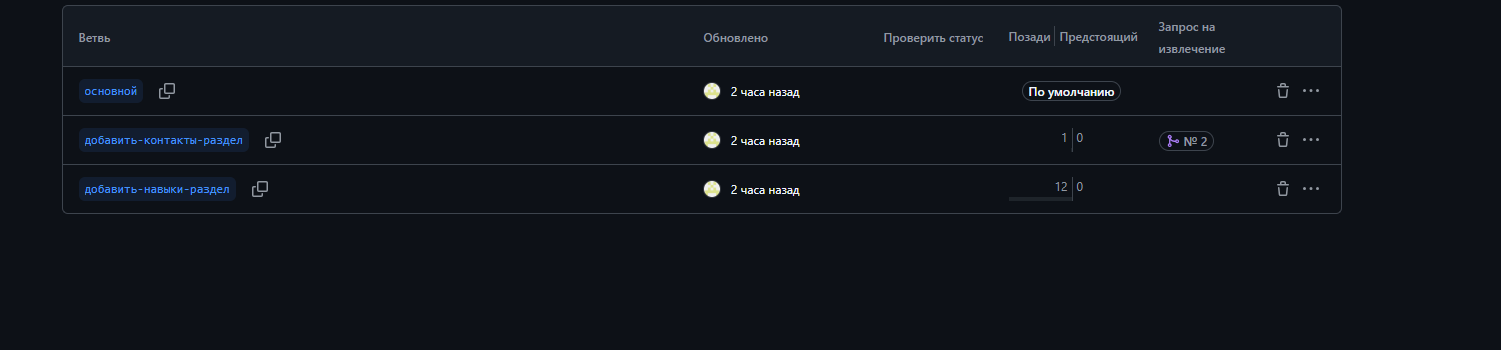 Ветвь Обновлено Проверить статус Позади Предстоящий Запрос на
извлечение
основной 2 часа назад По умолчанию
добавить-контакты-раздел 2 часа назад 1 0 № 2
добавить-навыки-раздел 2 часа назад 12 0